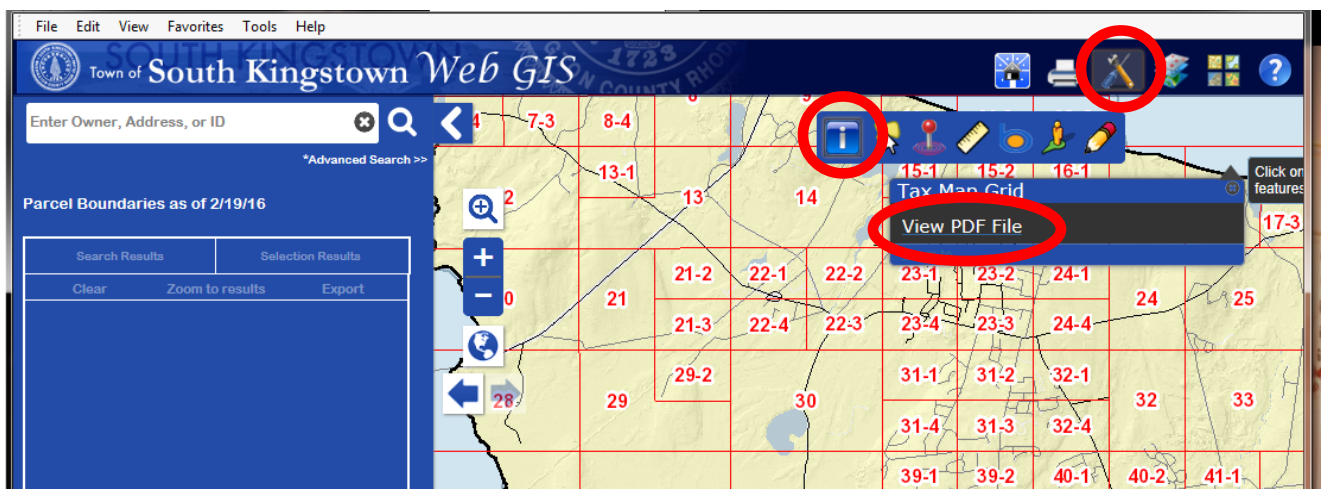 File Edit View Favorites Tools Help
SOUTH KINGSTOWN
1723
N COUNTY RHO
Town of South Kingstown Web GIS
Enter Owner, Address, or ID
*Advanced Search >>
Parcel Boundaries as of 2/19/16
Search Results Selection Results
Clear Zoom to results Export
7-3 8-4
13-1 15-1 15-2 16-1
2 13 14
Click on
features
Tax Map Grid
View PDF File
17-3
21-2 22-1 22-2 23-1 23-2 24-1
21 24 25
21-3 22-4 22-3 23-4 23-3 24-4
29-2 31-1 31-2 32-1
28 29 30 32 33
31-4 31-3 32-4
39-1 39-2 40-1 40-2 41-1